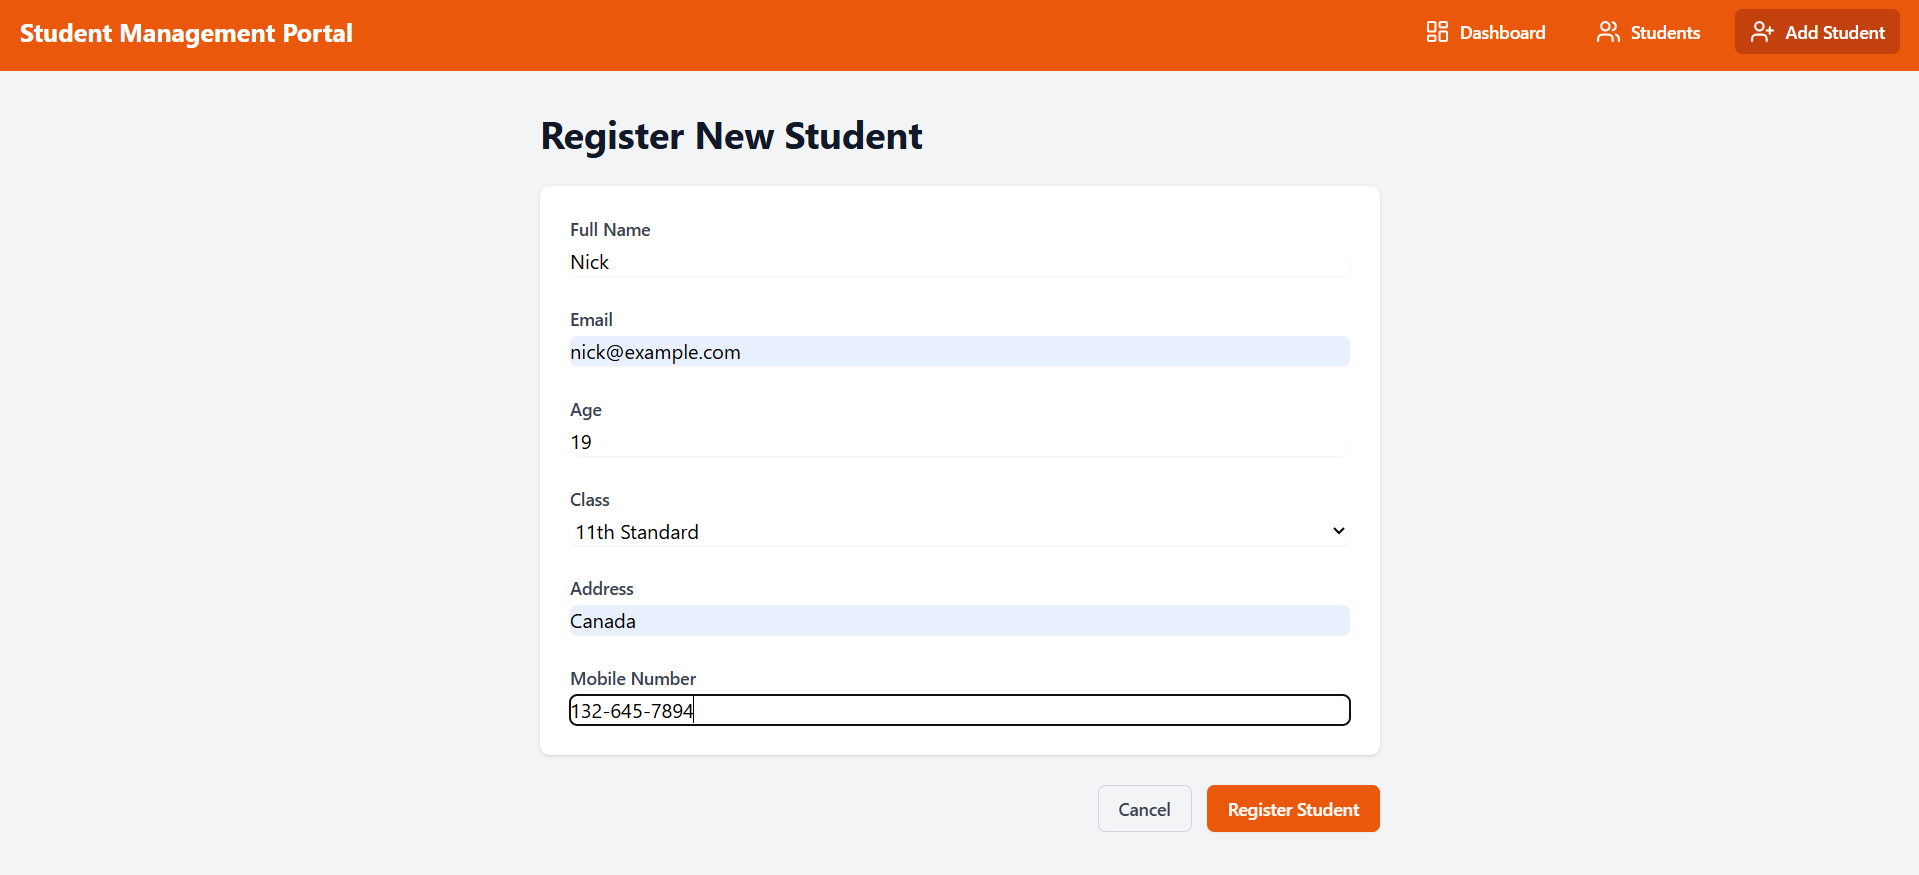 Student Management Portal
Dashboard
Students
Add Student
Register New Student
Full Name
Nick
Email
nick@example.com
Age
19
Class
11th Standard
Address
Canada
Mobile Number
132-645-7894
Cancel
Register Student